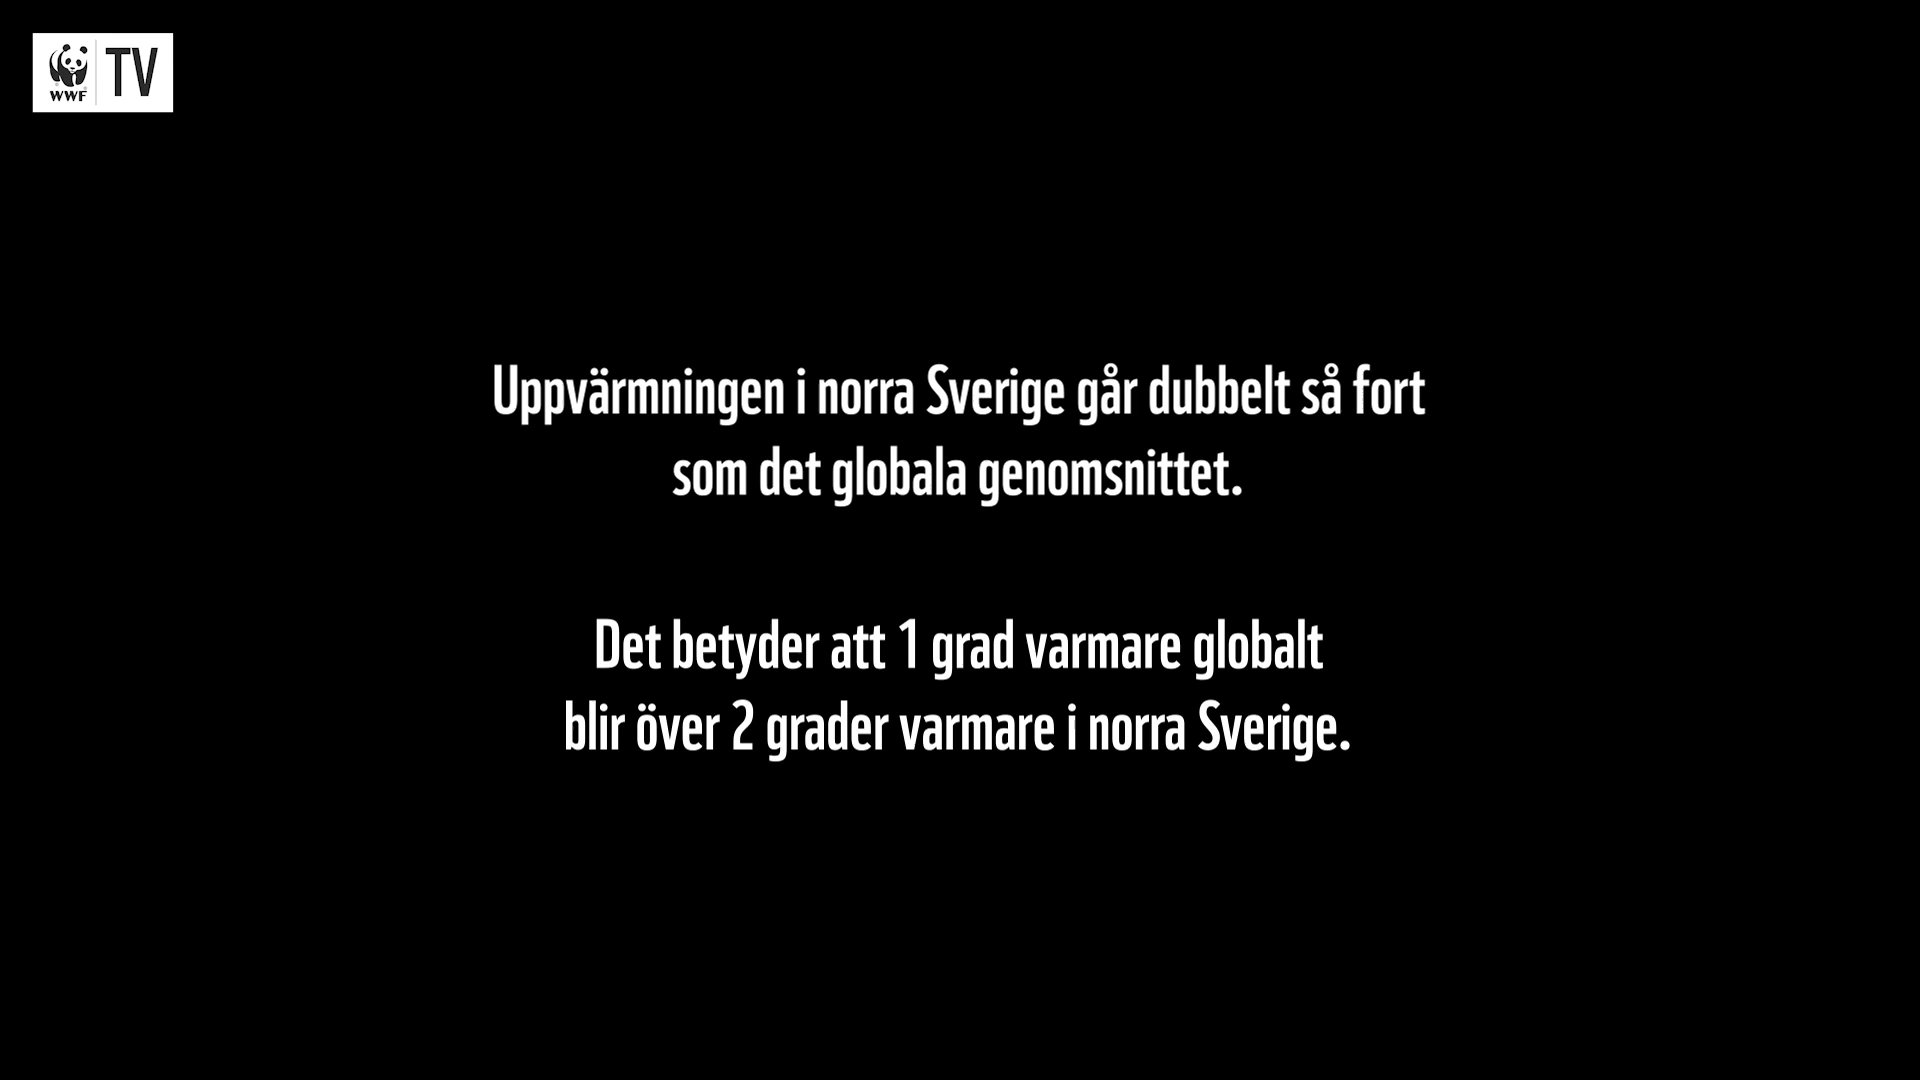 WWF
TV
Uppvärmningen i norra Sverige går dubbelt så fort
som det globala genomsnittet.
Det betyder att 1 grad varmare globalt
blir över 2 grader varmare i norra Sverige.